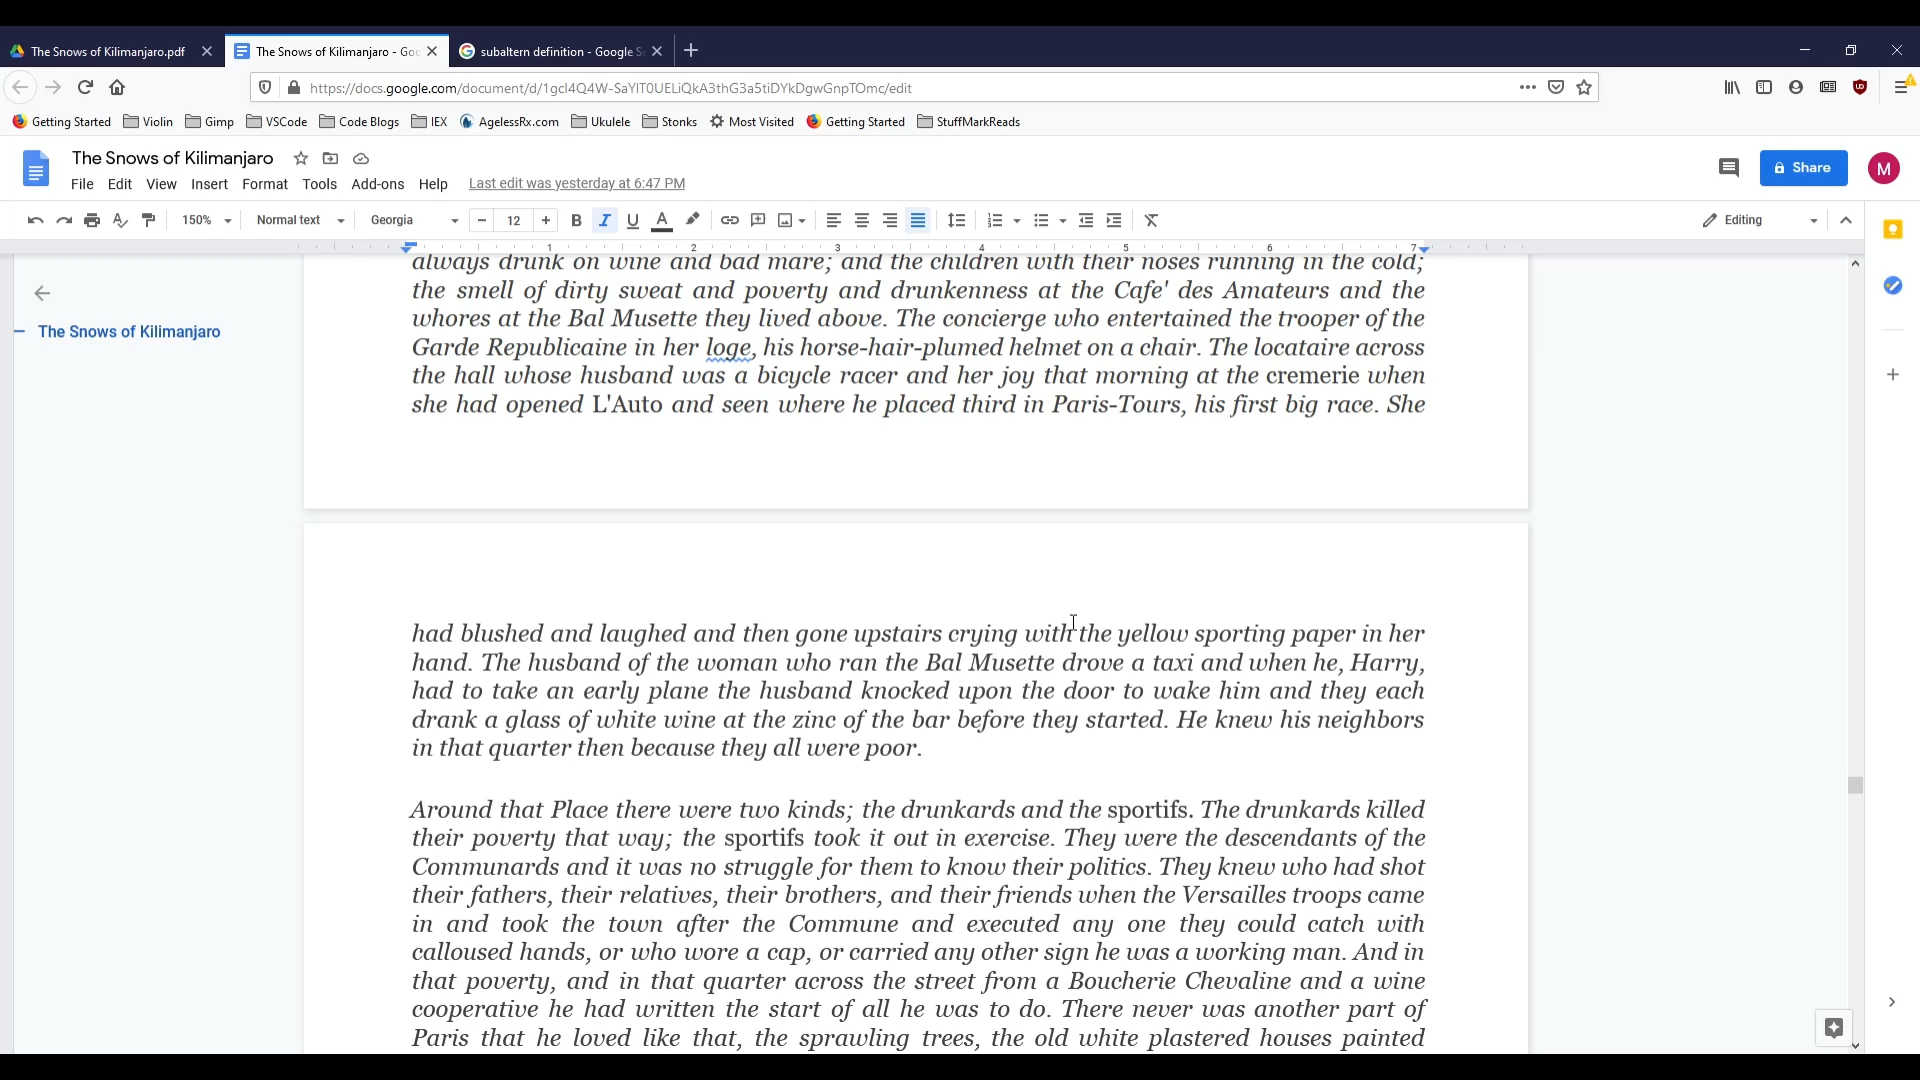 The Snows of Kilimanjaro.pdf
The Snows of Kilimanjaro - Goo
subaltern definition - Google S
https://docs.google.com/document/d/1gcl4Q4W-SaYlT0UELiQkA3thG3a5tiDYkDgwGnpTOmc/edit
Getting Started Violin Gimp VSCode Code Blogs IEX AgelessRx.com Ukulele Stonks Most Visited Getting Started StuffMarkReads
The Snows of Kilimanjaro
Share
M
File Edit View Insert Format Tools Add-ons Help Last edit was yesterday at 6:47 PM
150% Normal text Georgia 12 B I U A Editing
1 2 3 4 5 6 7
The Snows of Kilimanjaro
always drunk on wine and bad mare; and the children with their noses running in the cold;
the smell of dirty sweat and poverty and drunkenness at the Cafe' des Amateurs and the
whores at the Bal Musette they lived above. The concierge who entertained the trooper of the
Garde Republicaine in her loge, his horse-hair-plumed helmet on a chair. The locataire across
the hall whose husband was a bicycle racer and her joy that morning at the cremerie when
she had opened L'Auto and seen where he placed third in Paris-Tours, his first big race. She
had blushed and laughed and then gone upstairs crying with the yellow sporting paper in her
hand. The husband of the woman who ran the Bal Musette drove a taxi and when he, Harry,
had to take an early plane the husband knocked upon the door to wake him and they each
drank a glass of white wine at the zinc of the bar before they started. He knew his neighbors
in that quarter then because they all were poor.
Around that Place there were two kinds; the drunkards and the sportifs. The drunkards killed
their poverty that way; the sportifs took it out in exercise. They were the descendants of the
Communards and it was no struggle for them to know their politics. They knew who had shot
their fathers, their relatives, their brothers, and their friends when the Versailles troops came
in and took the town after the Commune and executed any one they could catch with
calloused hands, or who wore a cap, or carried any other sign he was a working man. And in
that poverty, and in that quarter across the street from a Boucherie Chevaline and a wine
cooperative he had written the start of all he was to do. There never was another part of
Paris that he loved like that, the sprawling trees, the old white plastered houses painted